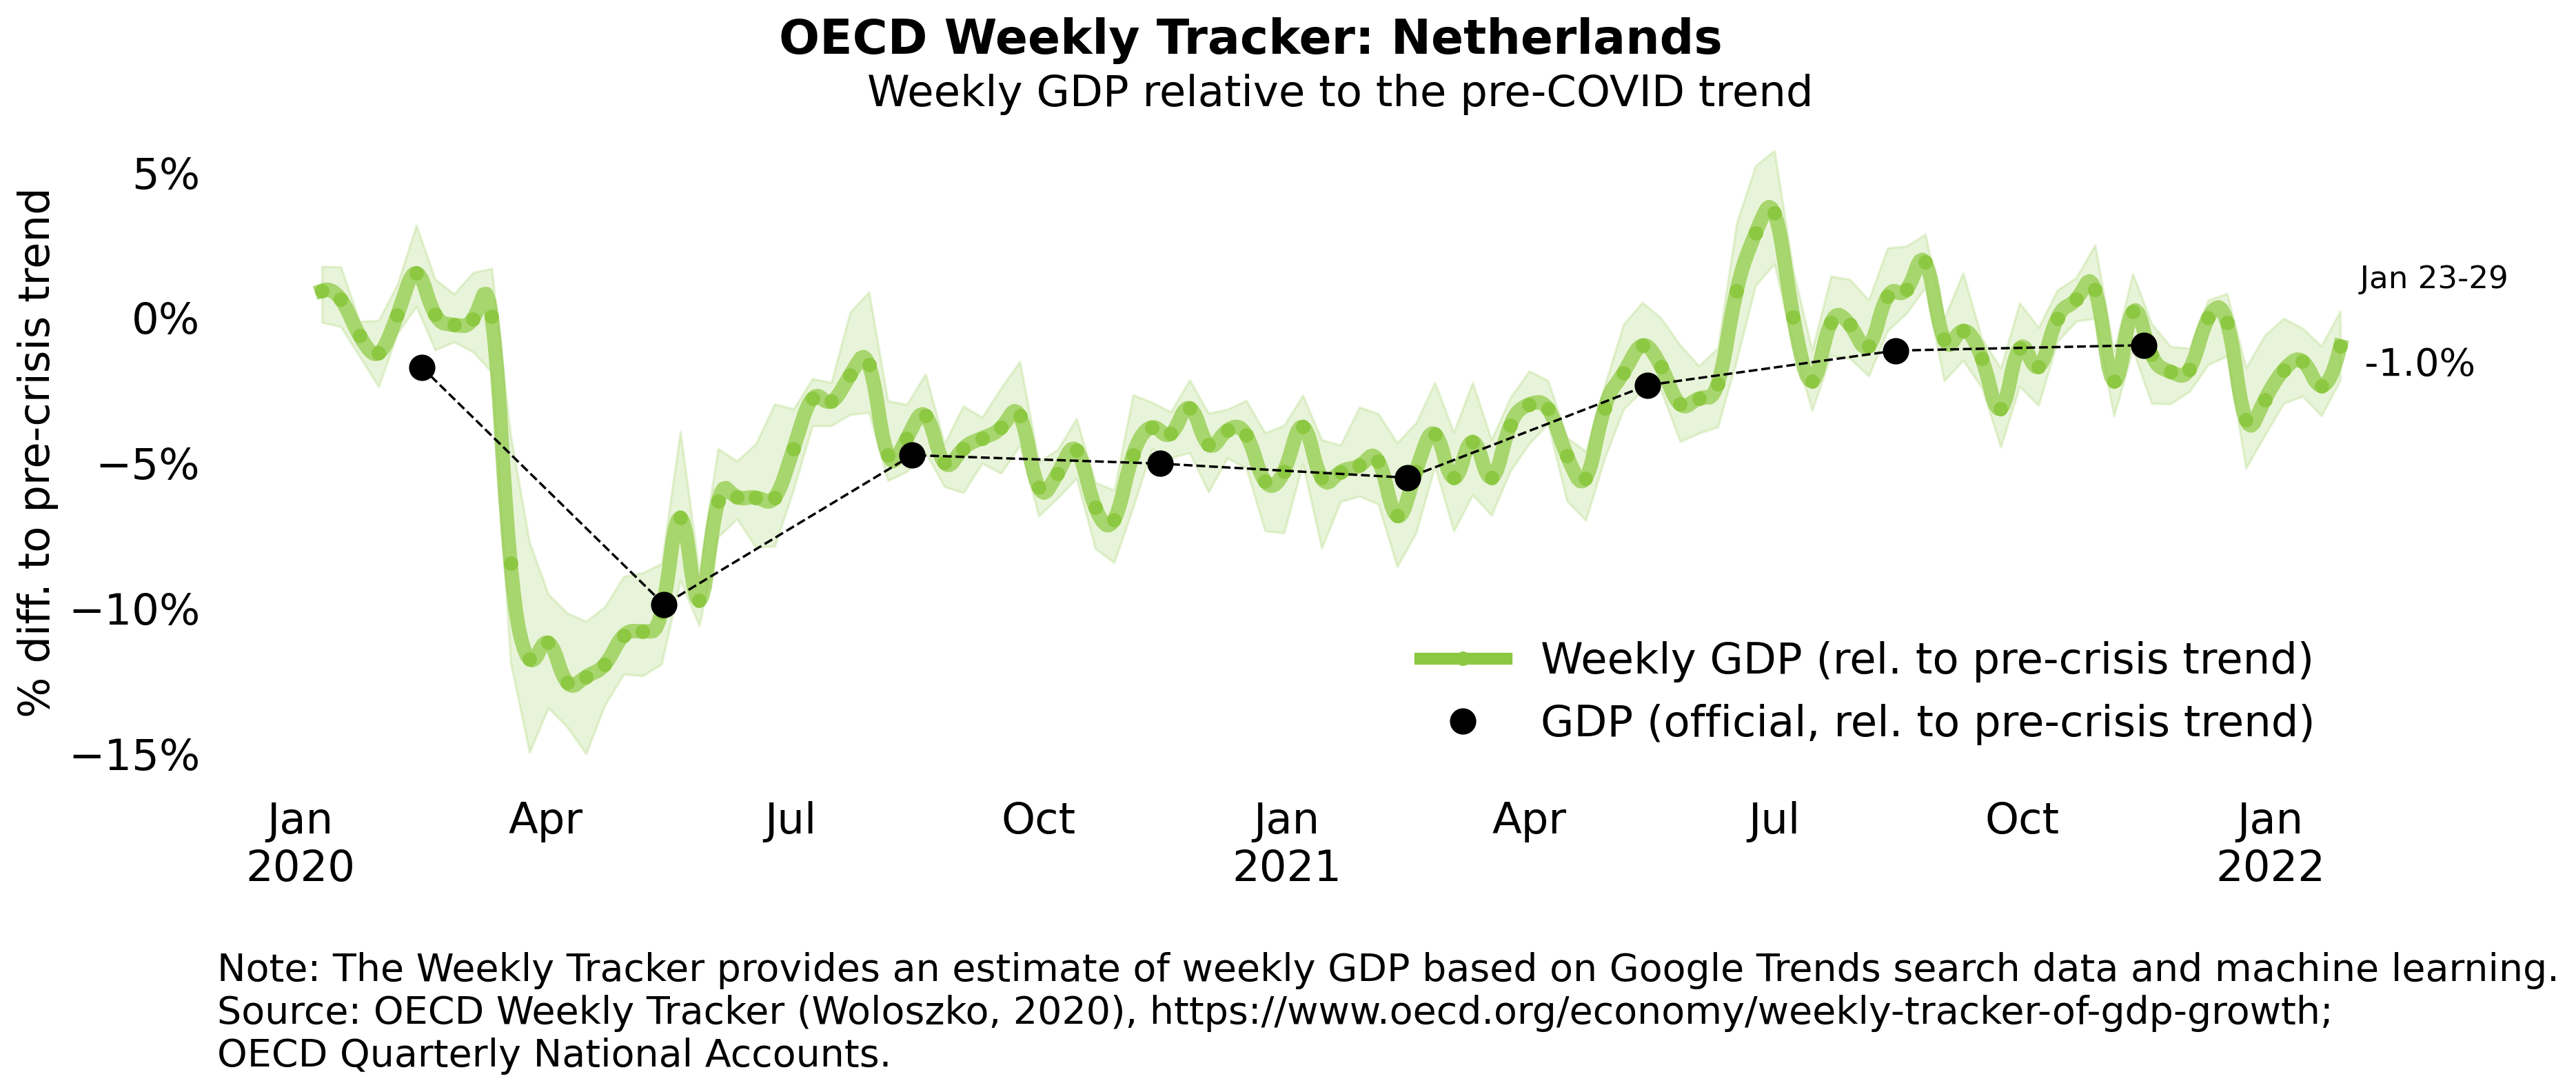 OECD Weekly Tracker: Netherlands
Weekly GDP relative to the pre-COVID trend
% diff. to pre-crisis trend
5%
0%
−5%
−10%
−15%
Jan 23-29
-1.0%
Weekly GDP (rel. to pre-crisis trend)
GDP (official, rel. to pre-crisis trend)
Jan Apr Jul Oct Jan Apr Jul Oct Jan
2020 2021 2022
Note: The Weekly Tracker provides an estimate of weekly GDP based on Google Trends search data and machine learning.
Source: OECD Weekly Tracker (Woloszko, 2020), https://www.oecd.org/economy/weekly-tracker-of-gdp-growth;
OECD Quarterly National Accounts.